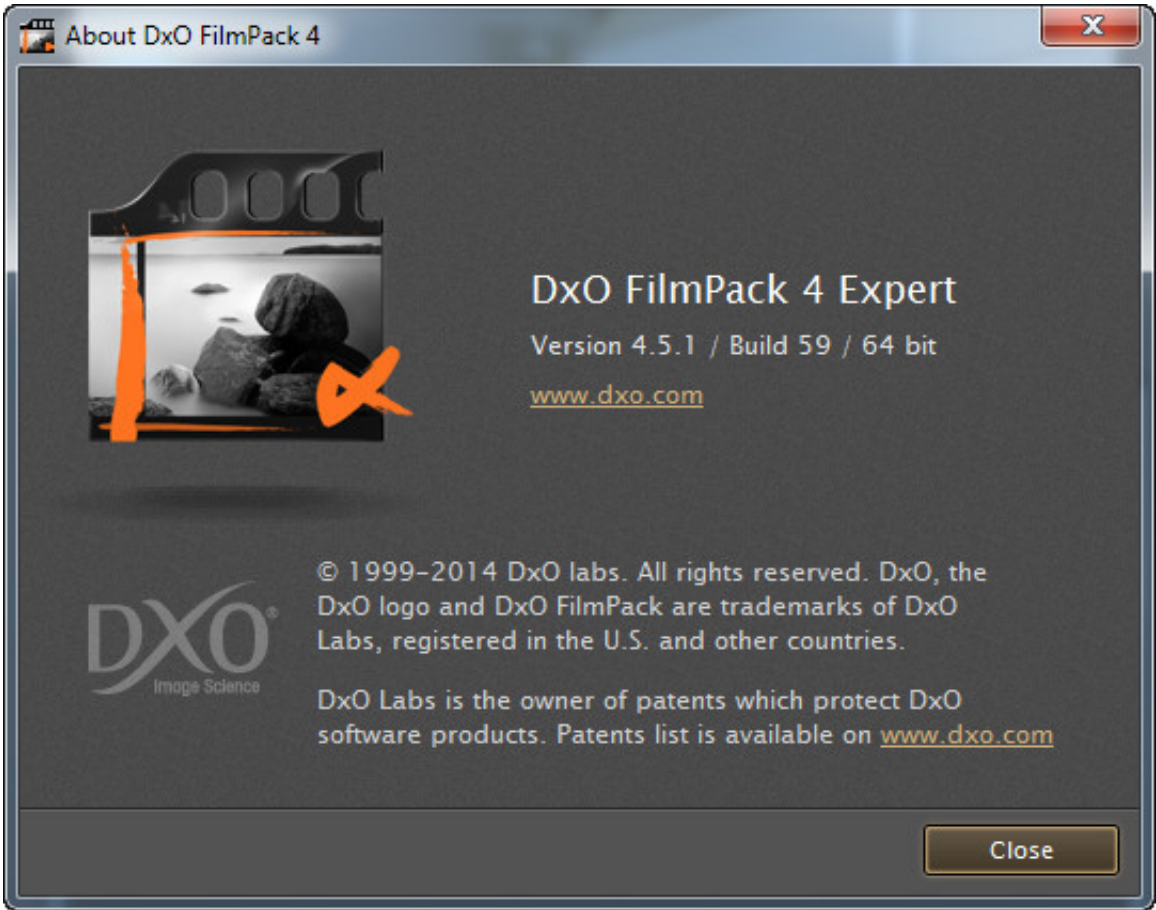 About DxO FilmPack 4
DxO FilmPack 4 Expert
Version 4.5.1 / Build 59 / 64 bit
www.dxo.com
© 1999–2014 DxO labs. All rights reserved. DxO, the
DxO logo and DxO FilmPack are trademarks of DxO
Labs, registered in the U.S. and other countries.
DXO®
Image Science
DxO Labs is the owner of patents which protect DxO
software products. Patents list is available on www.dxo.com
Close